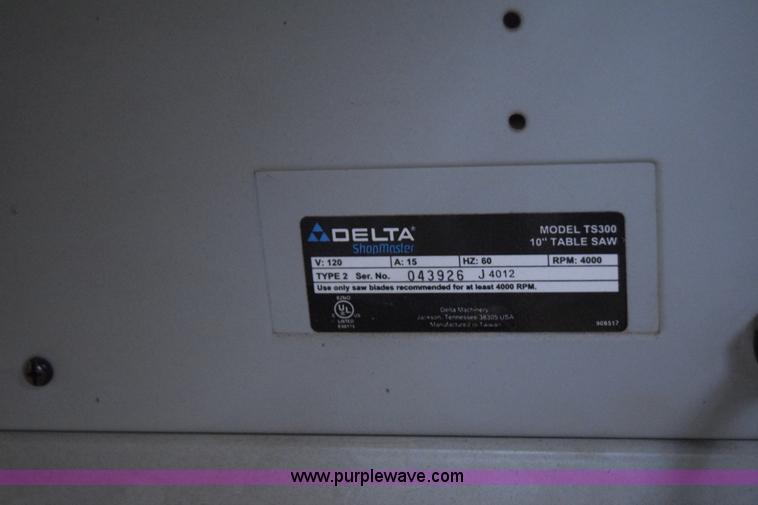 DELTA®
ShopMaster
MODEL TS300
10" TABLE SAW
V: 120 A: 15 HZ: 60 RPM: 4000
TYPE 2 Ser. No. 043926 J 4012
Use only saw blades recommended for at least 4000 RPM.
UL
LISTED
Delta Machinery
Jackson, Tennessee 38305 USA
Manufactured in Taiwan
www.purplewave.com